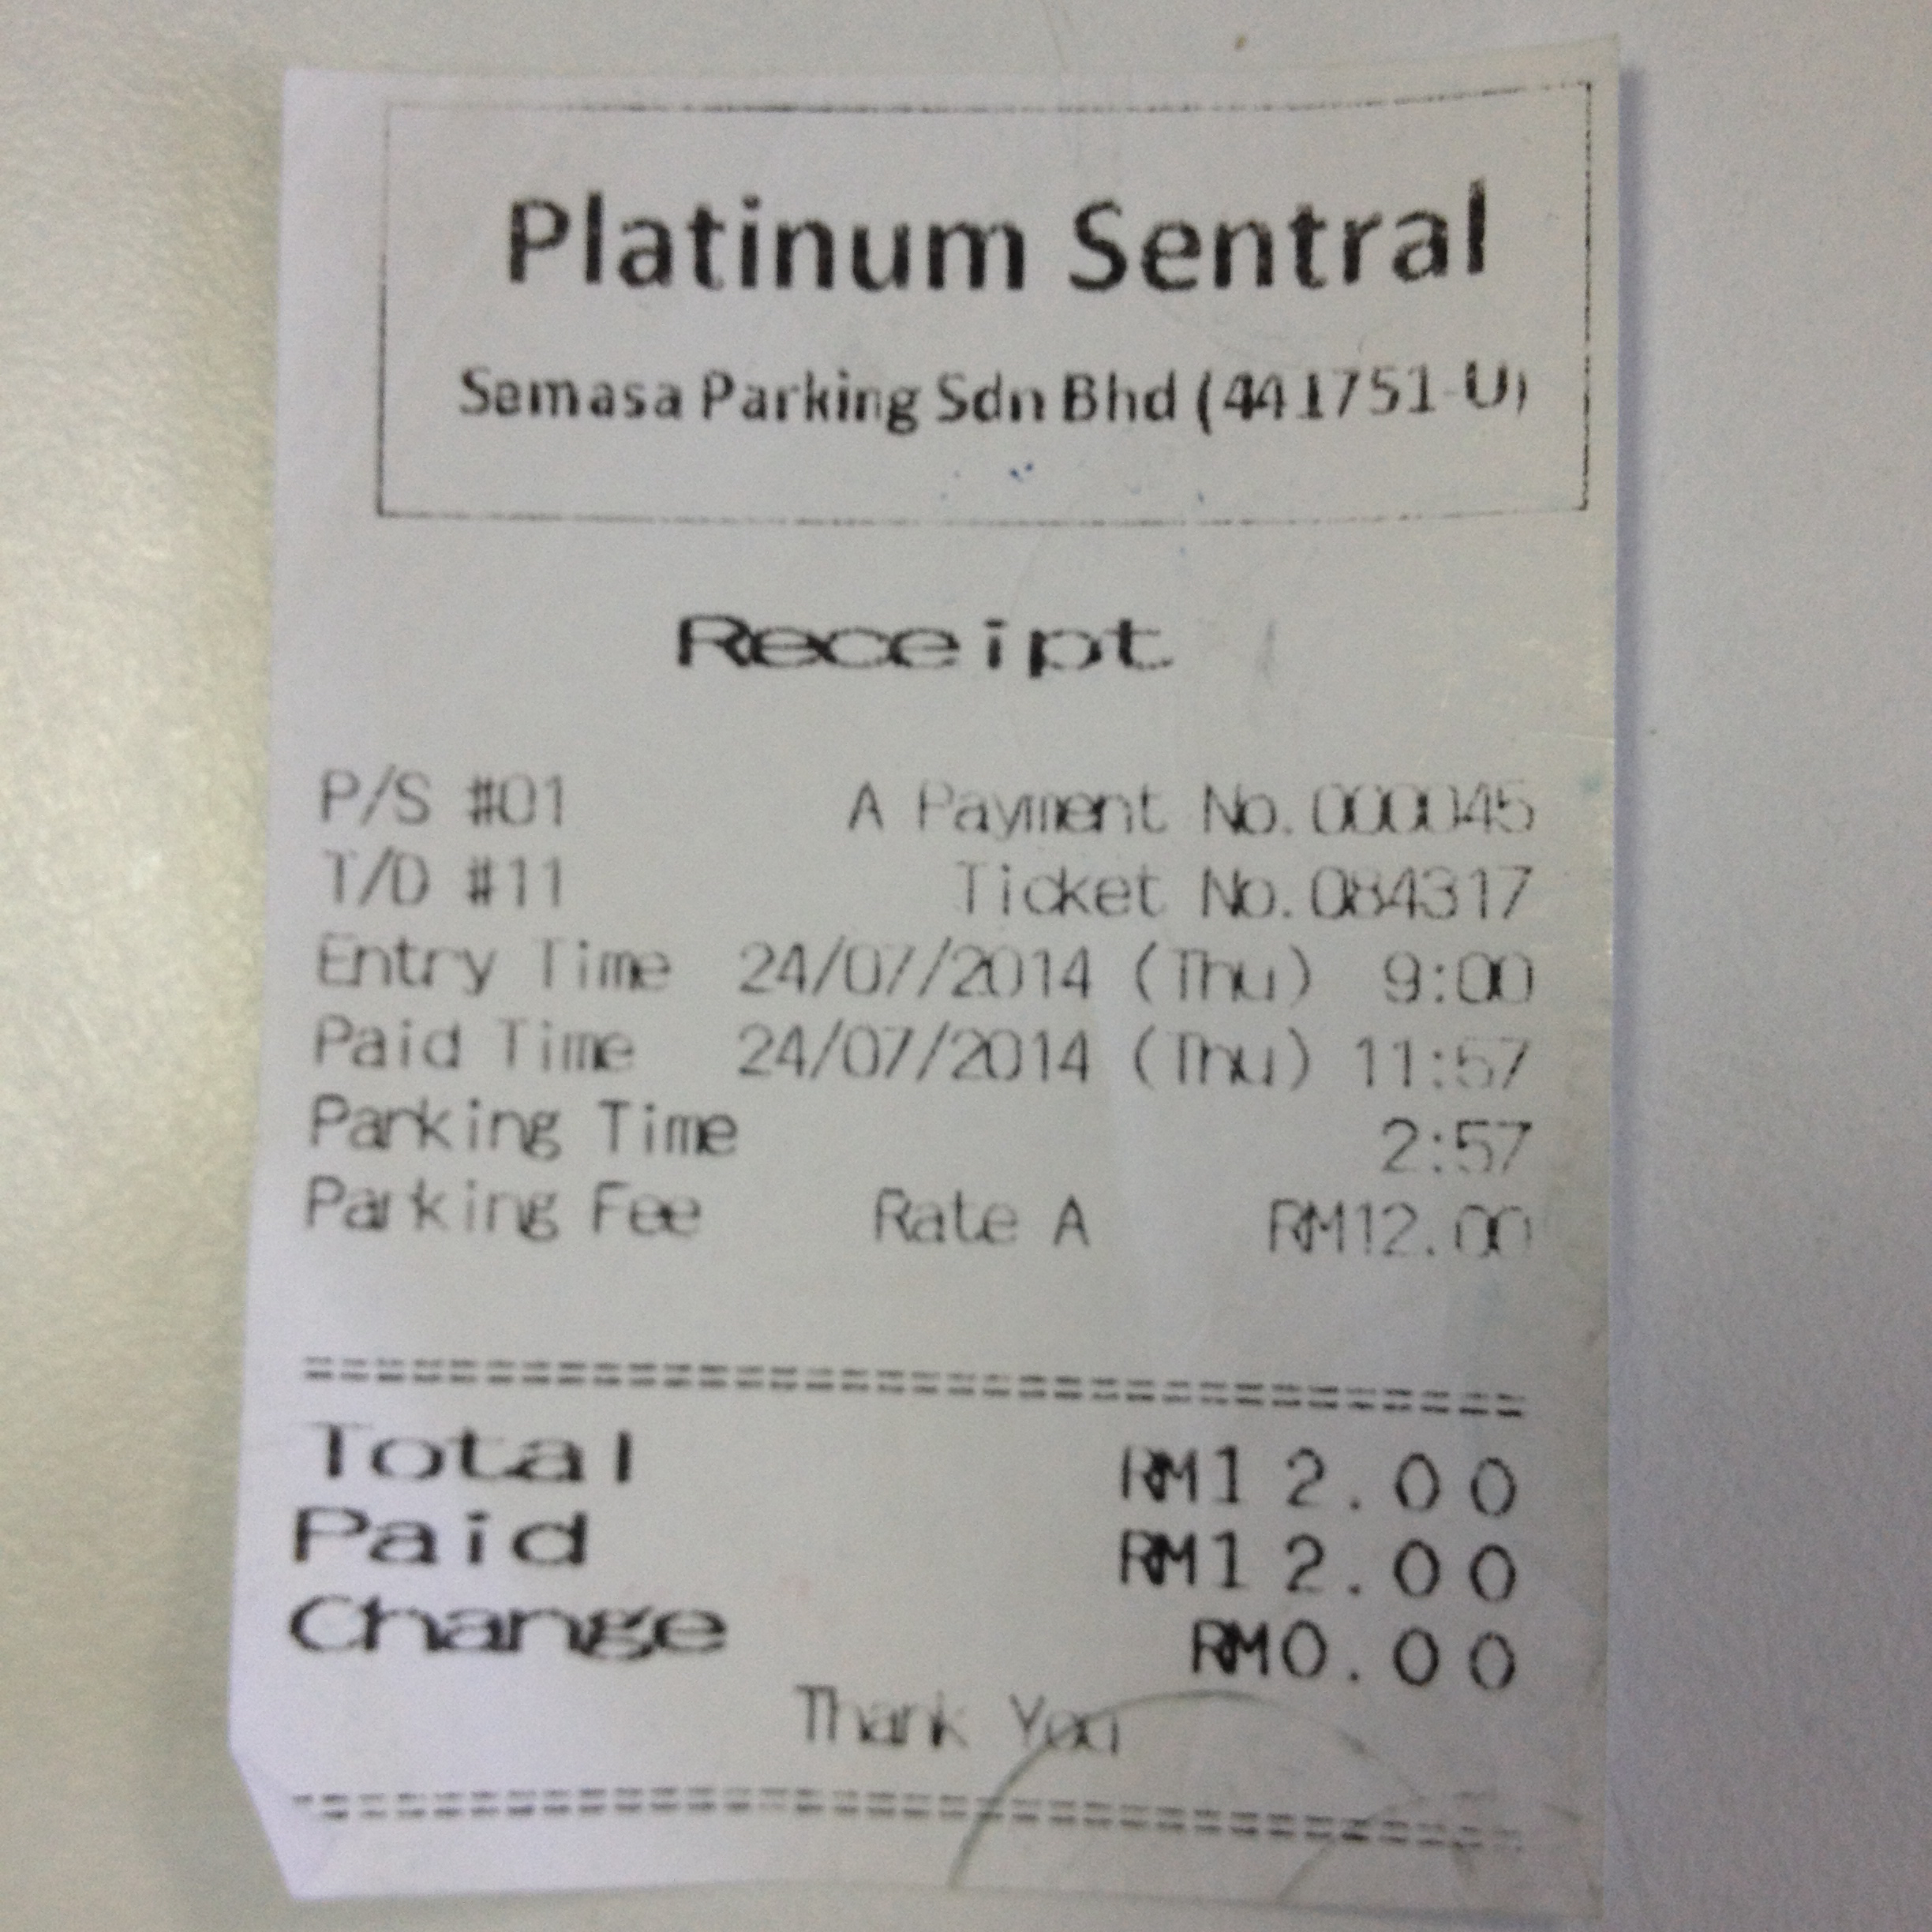 Platinum Sentral
Semasa Parking Sdn Bhd (441751-U)
Receipt
P/S #01 A Payment No.000045
T/D #11 Ticket No.084317
Entry Time 24/07/2014 (Thu) 9:00
Paid Time 24/07/2014 (Thu) 11:57
Parking Time 2:57
Parking Fee Rate A RM12.00
==================================
Total RM12.00
Paid RM12.00
Change RM0.00
Thank You
==================================